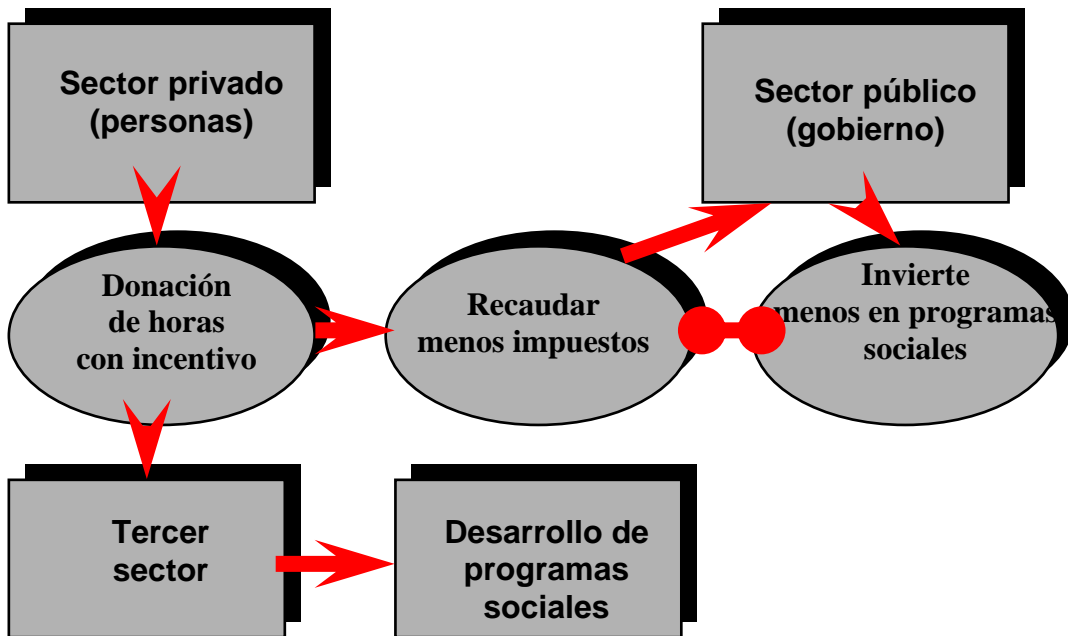 Sector privado
(personas)
Sector público
(gobierno)
Donación
de horas
con incentivo
Recaudar
menos impuestos
Invierte
menos en programas
sociales
Tercer
sector
Desarrollo de
programas
sociales